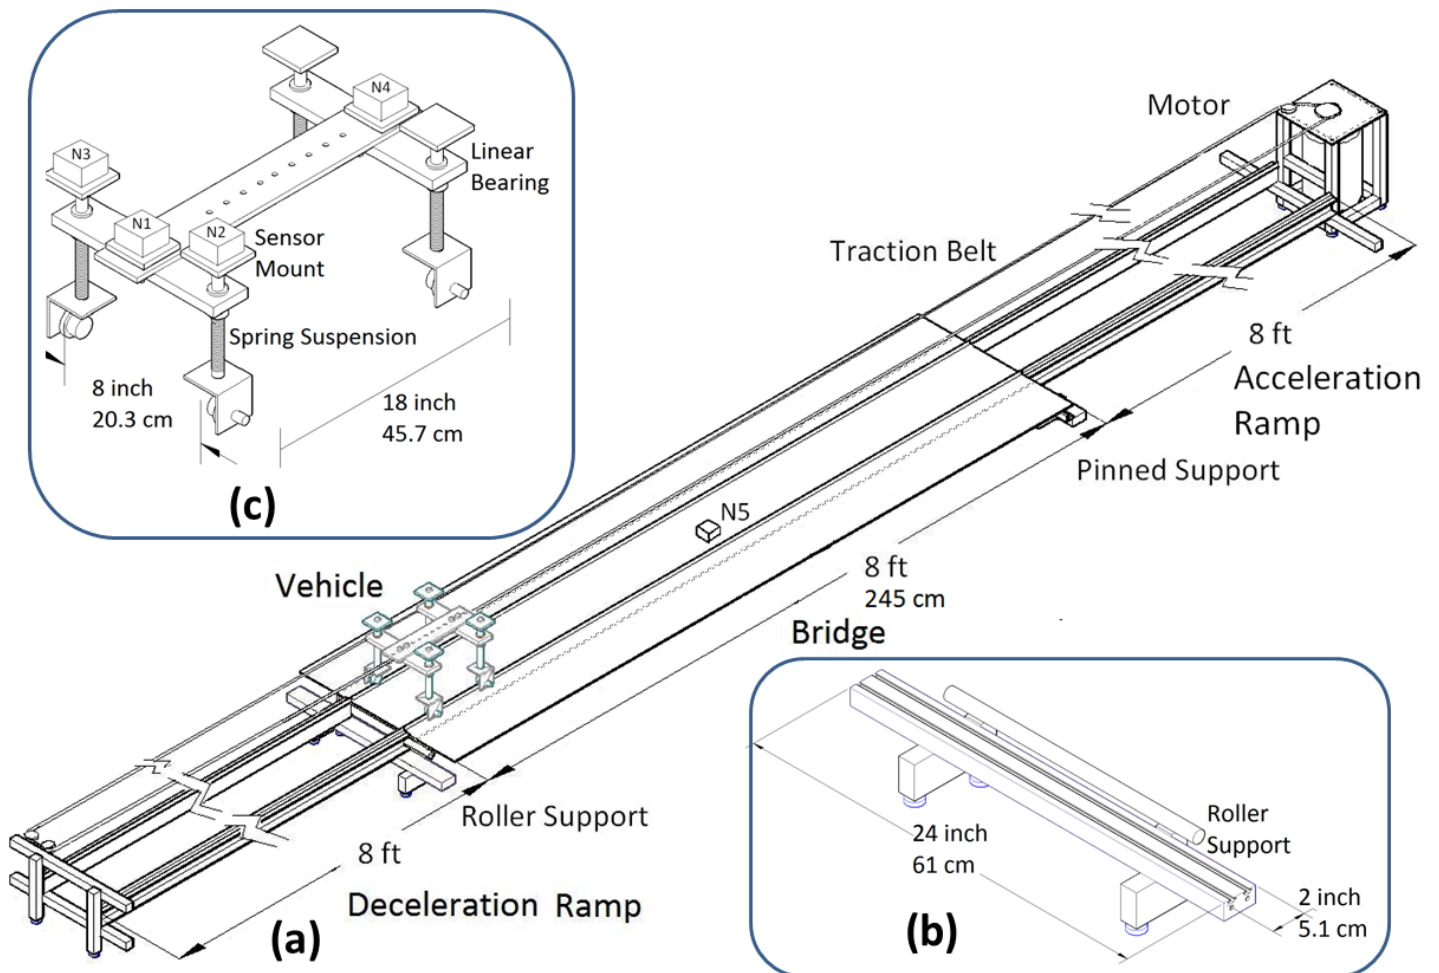 N4
N3
Linear
Bearing
N1
N2
Sensor
Mount
Spring Suspension
8 inch
20.3 cm
18 inch
45.7 cm
(c)
Motor
Traction Belt
8 ft
Acceleration
Ramp
Pinned Support
N5
8 ft
245 cm
Bridge
Vehicle
Roller Support
8 ft
Deceleration Ramp
(a)
Roller
Support
24 inch
61 cm
2 inch
5.1 cm
(b)